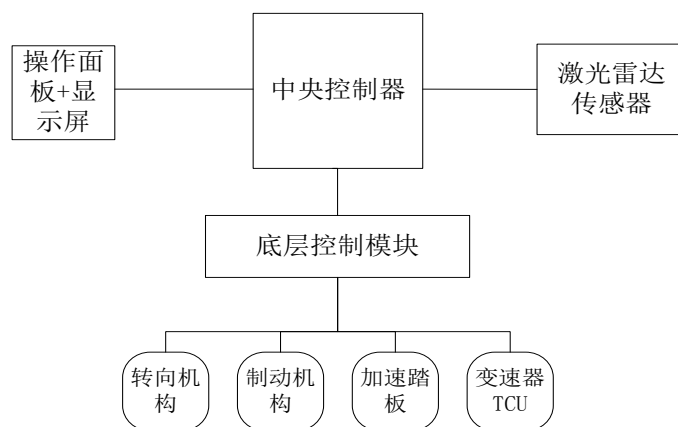 操作面
板+显
示屏
中央控制器
激光雷达
传感器
底层控制模块
转向机
构
制动机
构
加速踏
板
变速器
TCU